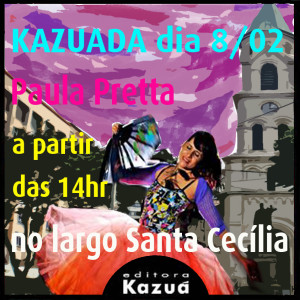 KAZUADA dia 8/02
Paula Pretta
a partir
das 14hr
no largo Santa Cecília
editora
Kazuá